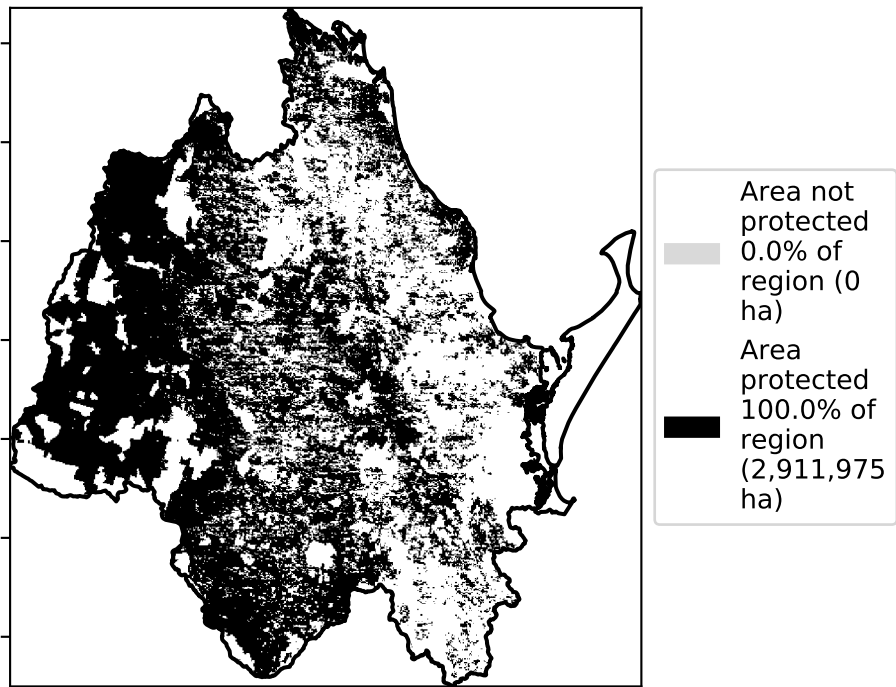 Area not
protected
0.0% of
region (0
ha)
Area
protected
100.0% of
region
(2,911,975
ha)